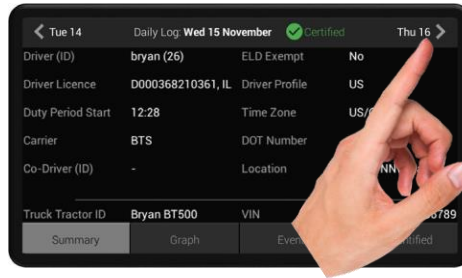 Tue 14 Daily Log: Wed 15 November Certified Thu 16
Driver (ID) bryan (26) ELD Exempt No
Driver Licence D000368210361, IL Driver Profile US
Duty Period Start 12:28 Time Zone
Carrier BTS DOT Number
Co-Driver (ID) - Location
Truck Tractor ID Bryan BT500 VIN
Summary Graph